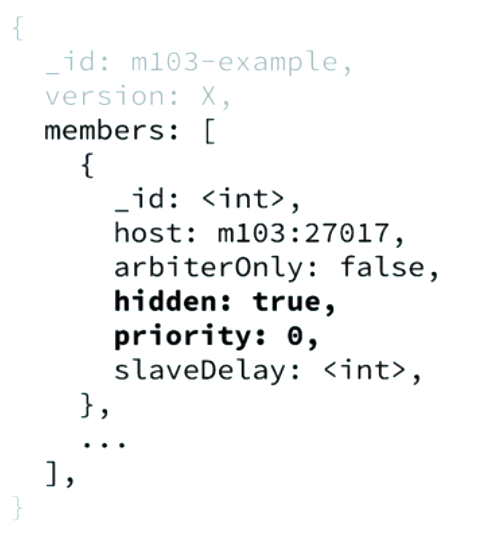 {
_id: m103-example,
version: X,
members: [
{
_id: <int>,
host: m103:27017,
arbiterOnly: false,
hidden: true,
priority: 0,
slaveDelay: <int>,
},
...
],
}